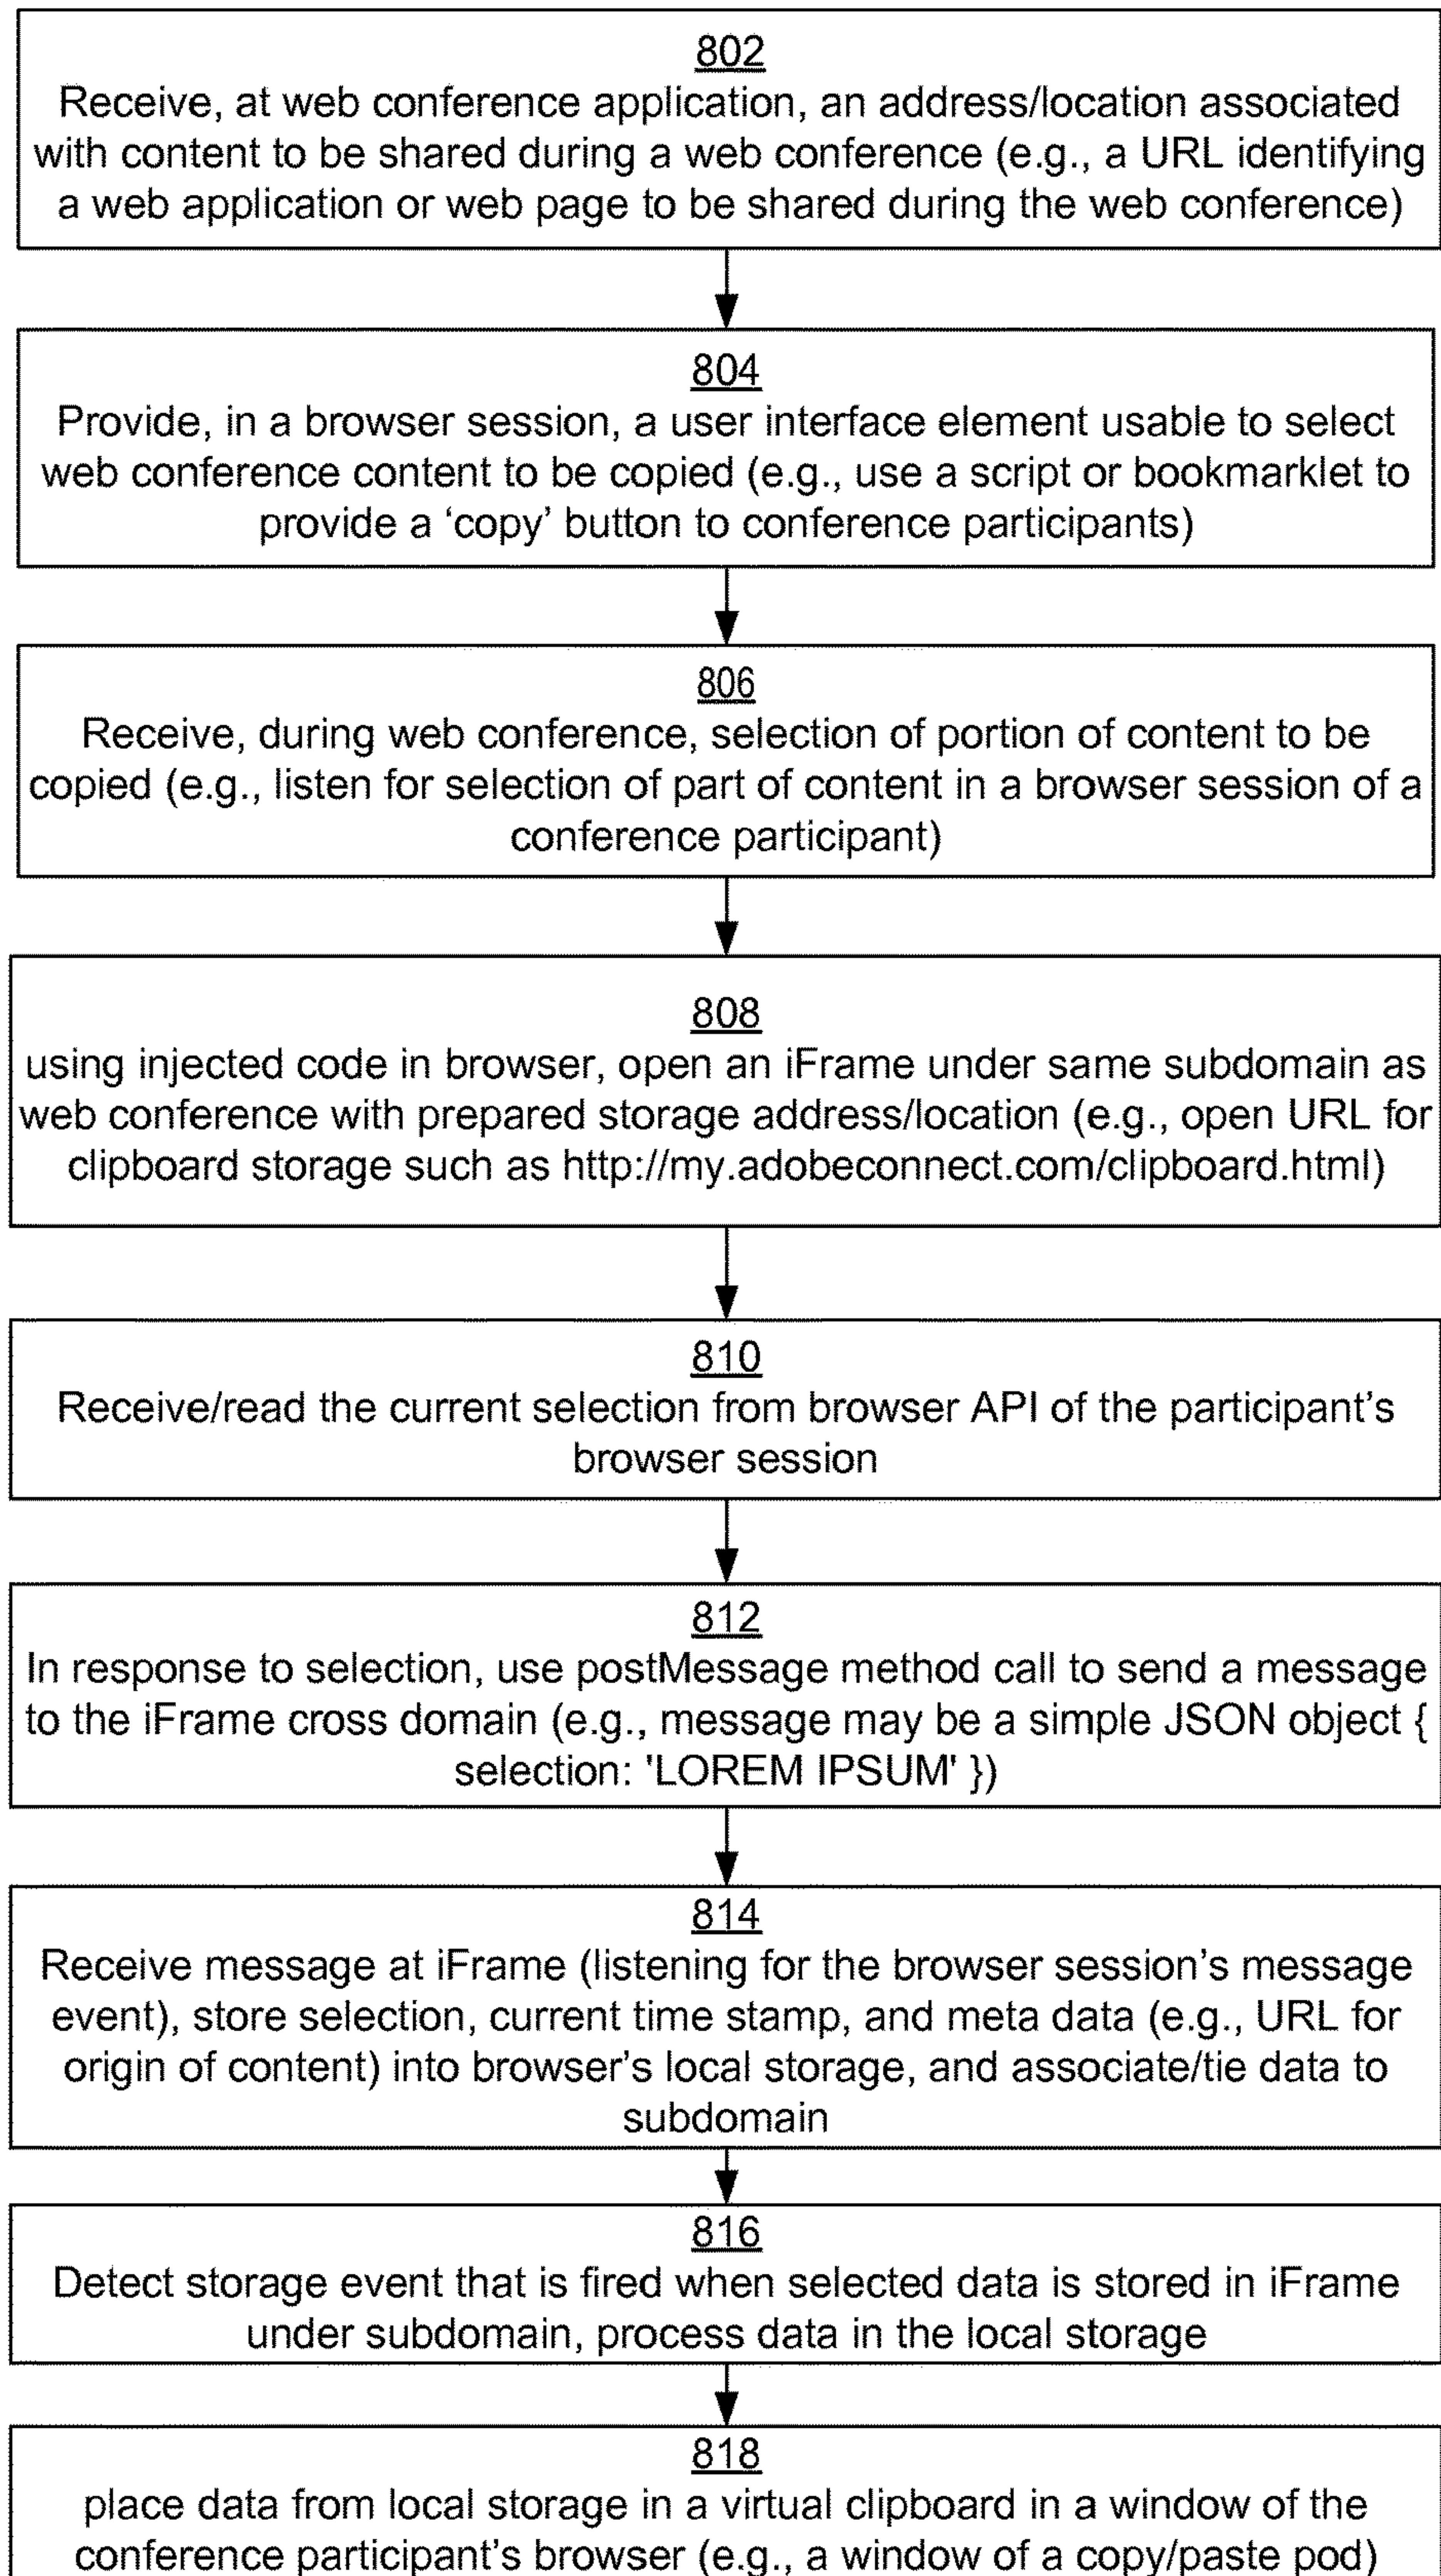 802
Receive, at web conference application, an address/location associated
with content to be shared during a web conference (e.g., a URL identifying
a web application or web page to be shared during the web conference)
804
Provide, in a browser session, a user interface element usable to select
web conference content to be copied (e.g., use a script or bookmarklet to
provide a ‘copy’ button to conference participants)
806
Receive, during web conference, selection of portion of content to be
copied (e.g., listen for selection of part of content in a browser session of a
conference participant)
808
using injected code in browser, open an iFrame under same subdomain as
web conference with prepared storage address/location (e.g., open URL for
clipboard storage such as http://my.adobeconnect.com/clipboard.html)
810
Receive/read the current selection from browser API of the participant’s
browser session
812
In response to selection, use postMessage method call to send a message
to the iFrame cross domain (e.g., message may be a simple JSON object {
selection: 'LOREM IPSUM' })
814
Receive message at iFrame (listening for the browser session’s message
event), store selection, current time stamp, and meta data (e.g., URL for
origin of content) into browser’s local storage, and associate/tie data to
subdomain
816
Detect storage event that is fired when selected data is stored in iFrame
under subdomain, process data in the local storage
818
place data from local storage in a virtual clipboard in a window of the
conference participant’s browser (e.g., a window of a copy/paste pod)